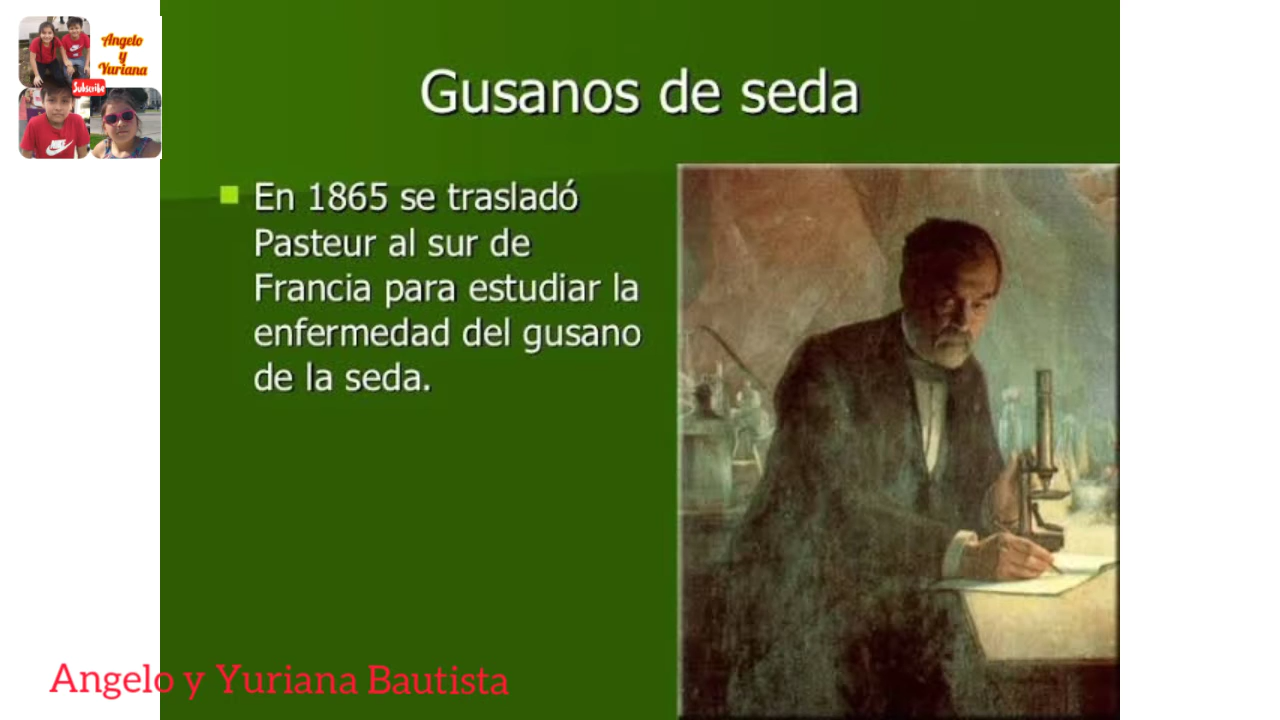 Angelo
y
Yuriana
Subscribe
Gusanos de seda
En 1865 se trasladó
Pasteur al sur de
Francia para estudiar la
enfermedad del gusano
de la seda.
Angelo y Yuriana Bautista